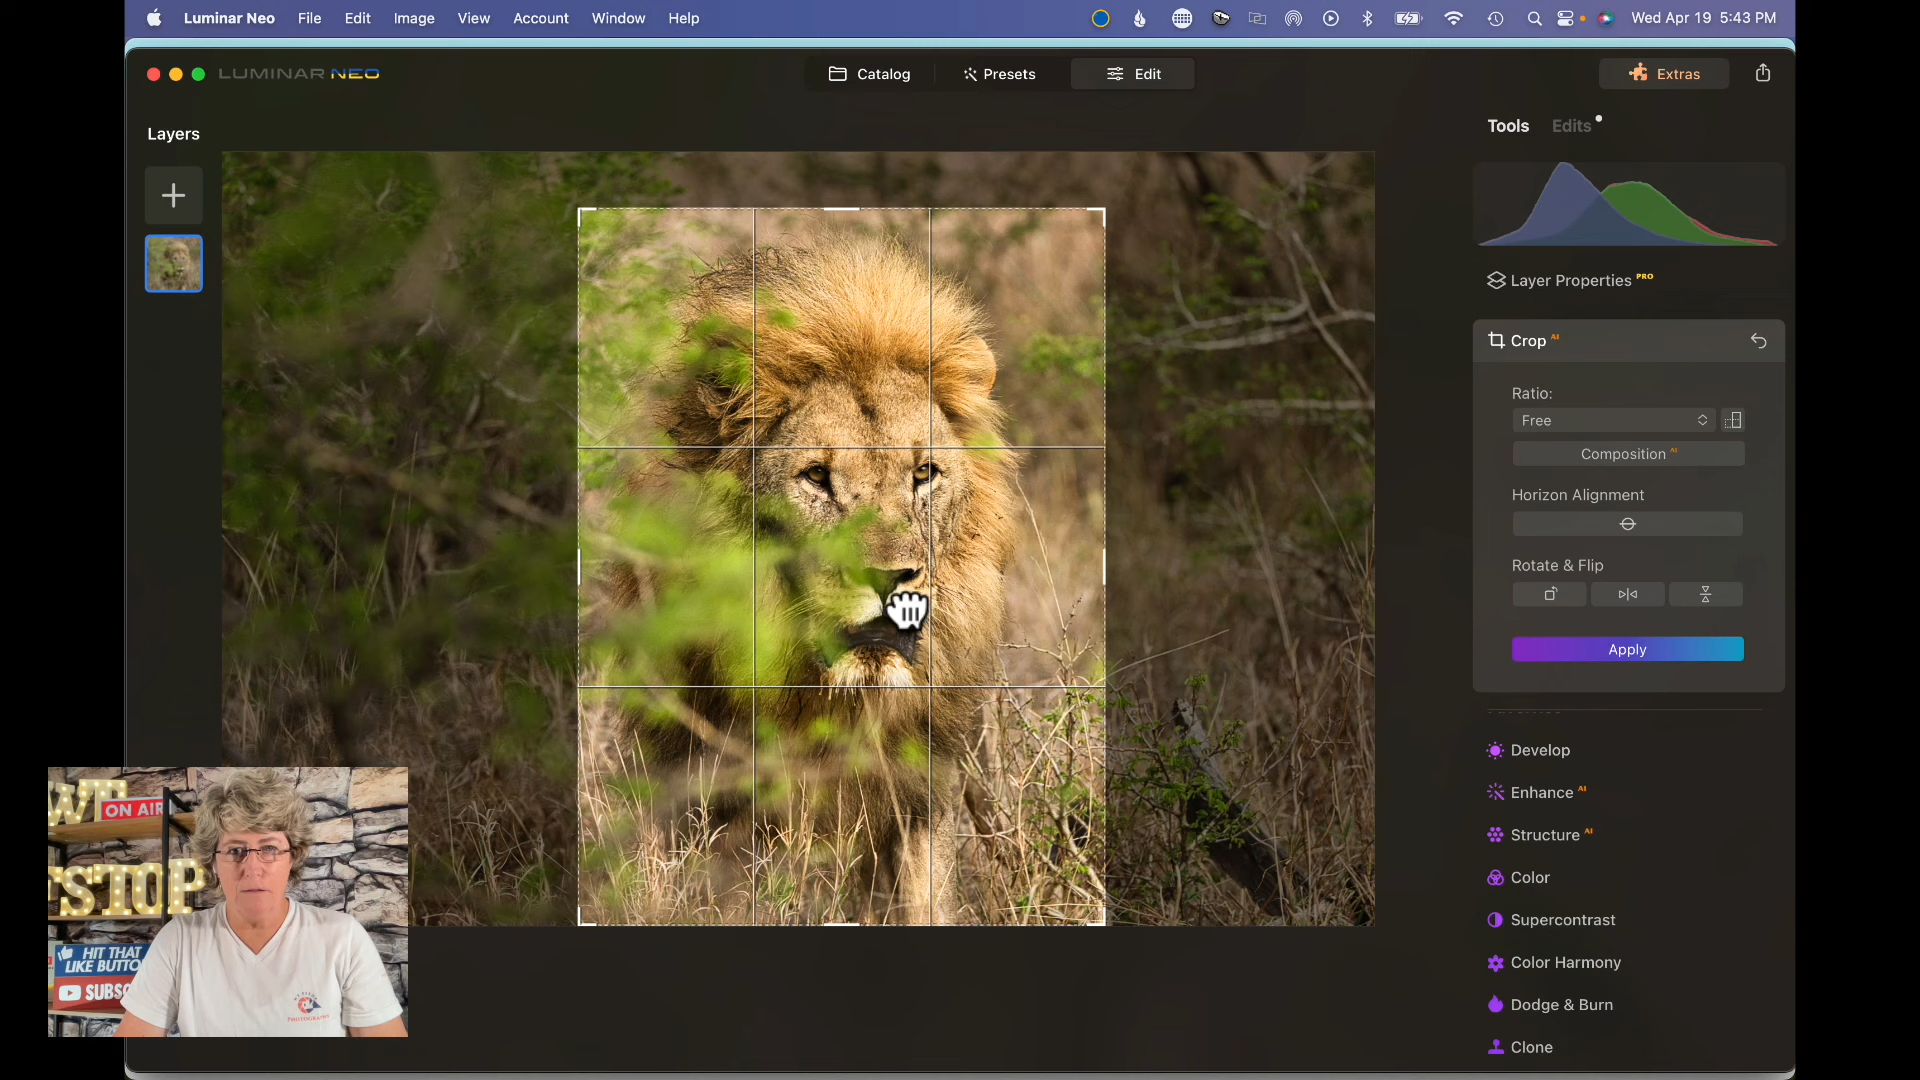 Luminar Neo File Edit Image View Account Window Help Wed Apr 19 5:43 PM
LUMINAR NEO
Catalog
Presets
Edit
Extras
Layers
Tools
Edits
Layer Properties PRO
Crop AI
Ratio:
Free
Composition AI
Horizon Alignment
Rotate & Flip
Apply
Develop
Enhance AI
Structure AI
Color
Supercontrast
Color Harmony
Dodge & Burn
Clone
WE
ON AIR
STOP
HIT THAT
LIKE BUTTO
SUBS